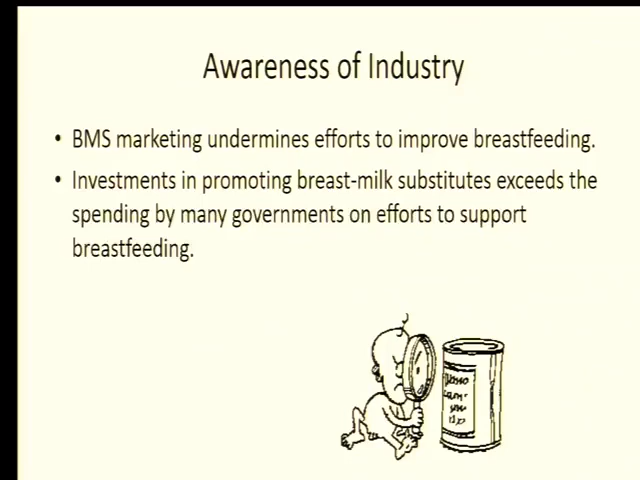 Awareness of Industry
• BMS marketing undermines efforts to improve breastfeeding.
• Investments in promoting breast-milk substitutes exceeds the
spending by many governments on efforts to support
breastfeeding.